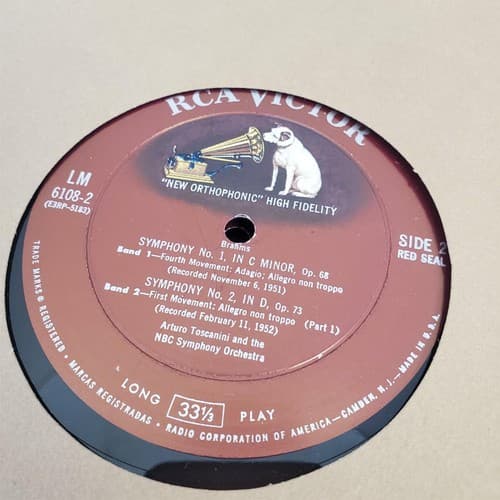 RCA VICTOR
"NEW ORTHOPHONIC" HIGH FIDELITY
LM
6108-2
(E3RP-5183)
SIDE 2
RED SEAL
Brahms
SYMPHONY No. 1, IN C MINOR, Op. 68
Band 1—Fourth Movement: Adagio; Allegro non troppo
(Recorded November 6, 1951)
SYMPHONY No. 2, IN D, Op. 73
Band 2—First Movement: Allegro non troppo (Part 1)
(Recorded February 11, 1952)
Arturo Toscanini and the
NBC Symphony Orchestra
LONG 33⅓ PLAY
TRADE MARKS ® REGISTERED • MARCAS REGISTRADAS • RADIO CORPORATION OF AMERICA—CAMDEN, N.J.—MADE IN U.S.A.